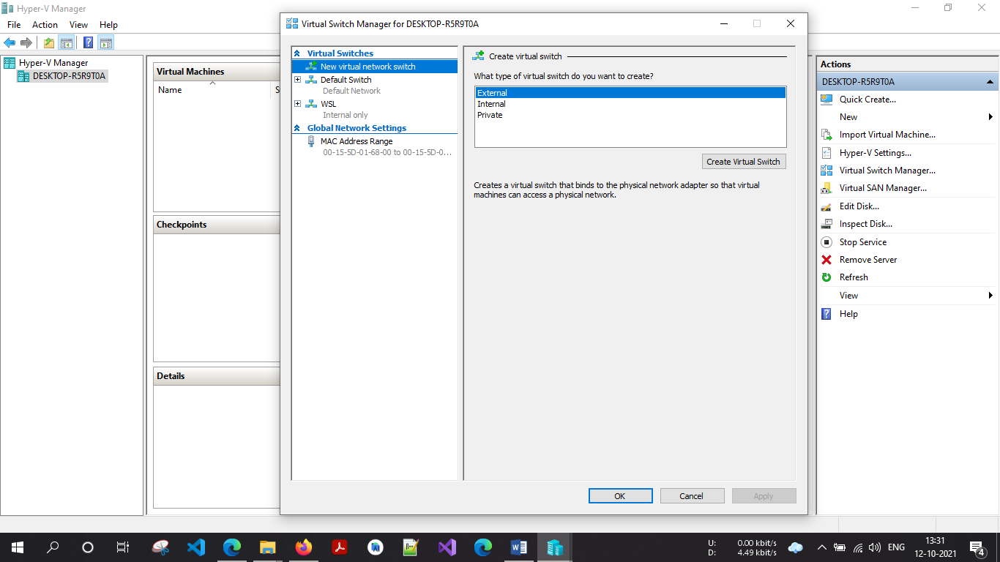 Hyper-V Manager
File Action View Help
Hyper-V Manager
DESKTOP-R5R9T0A
Virtual Machines
Name
S
Checkpoints
Details
Virtual Switch Manager for DESKTOP-R5R9T0A
Virtual Switches
New virtual network switch
Default Switch
Default Network
WSL
Internal only
Global Network Settings
MAC Address Range
00-15-5D-01-68-00 to 00-15-5D-0...
Create virtual switch
What type of virtual switch do you want to create?
External
Internal
Private
Create Virtual Switch
Creates a virtual switch that binds to the physical network adapter so that virtual
machines can access a physical network.
OK Cancel Apply
Actions
DESKTOP-R5R9T0A
Quick Create...
New
Import Virtual Machine...
Hyper-V Settings...
Virtual Switch Manager...
Virtual SAN Manager...
Edit Disk...
Inspect Disk...
Stop Service
Remove Server
Refresh
View
Help
U: 0.00 kbit/s
D: 4.49 kbit/s
ENG
13:31
12-10-2021
4